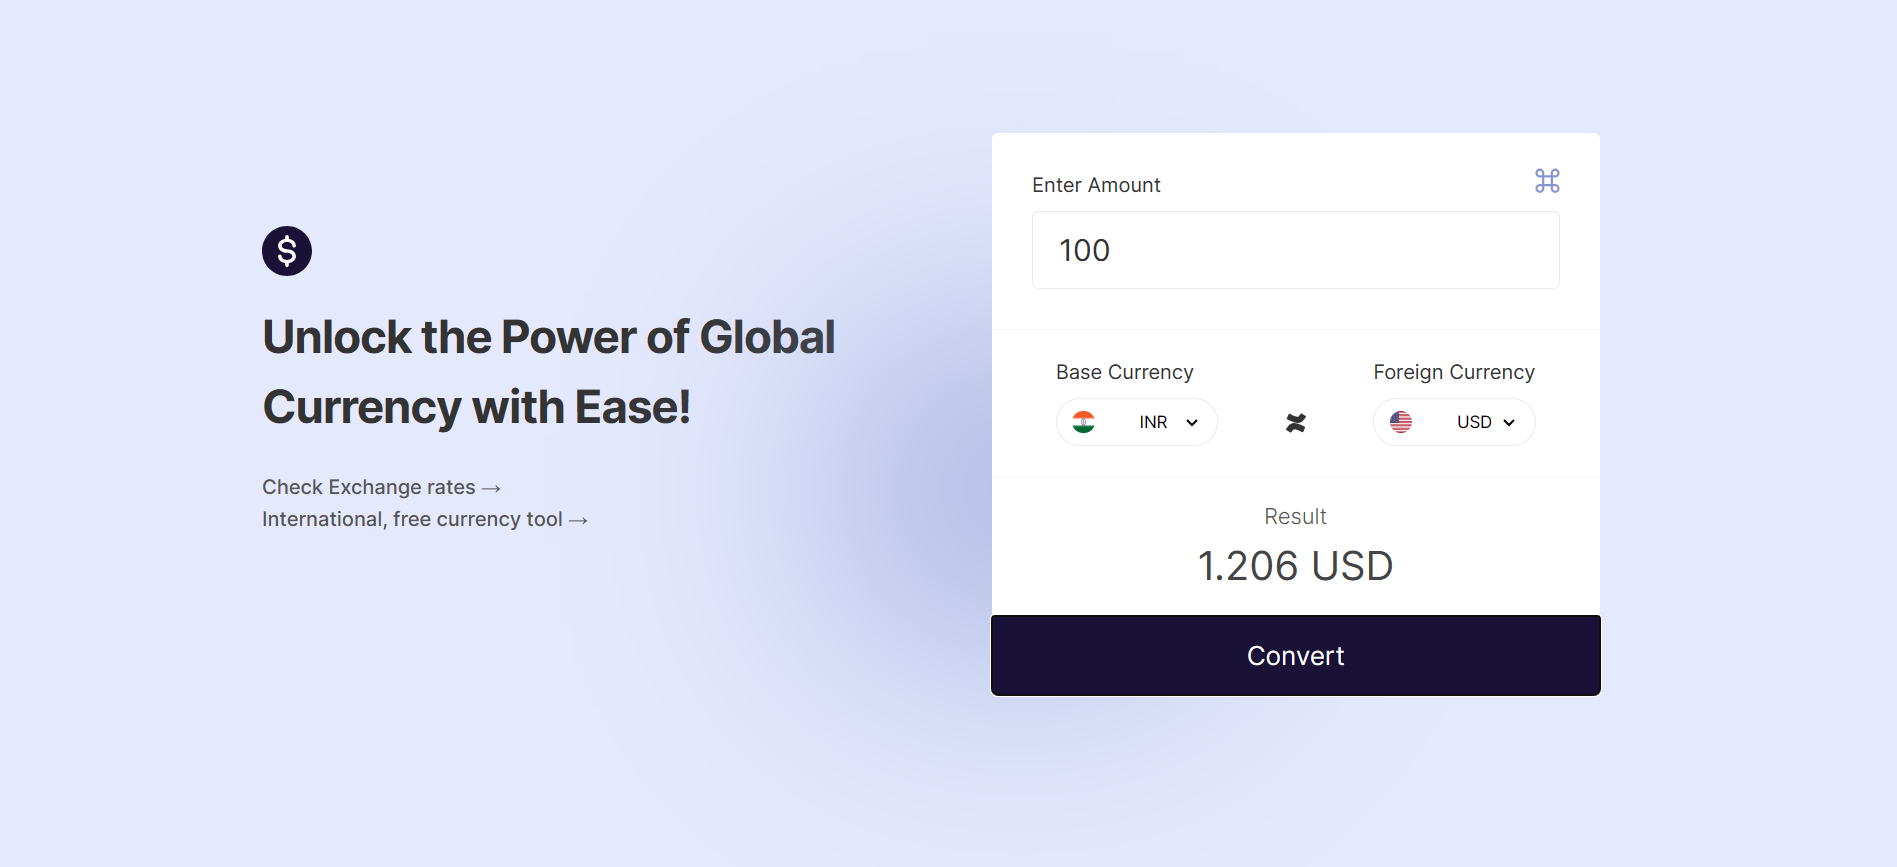 $
Unlock the Power of Global
Currency with Ease!
Check Exchange rates →
International, free currency tool →
Enter Amount
100
Base Currency
Foreign Currency
INR
USD
Result
1.206 USD
Convert